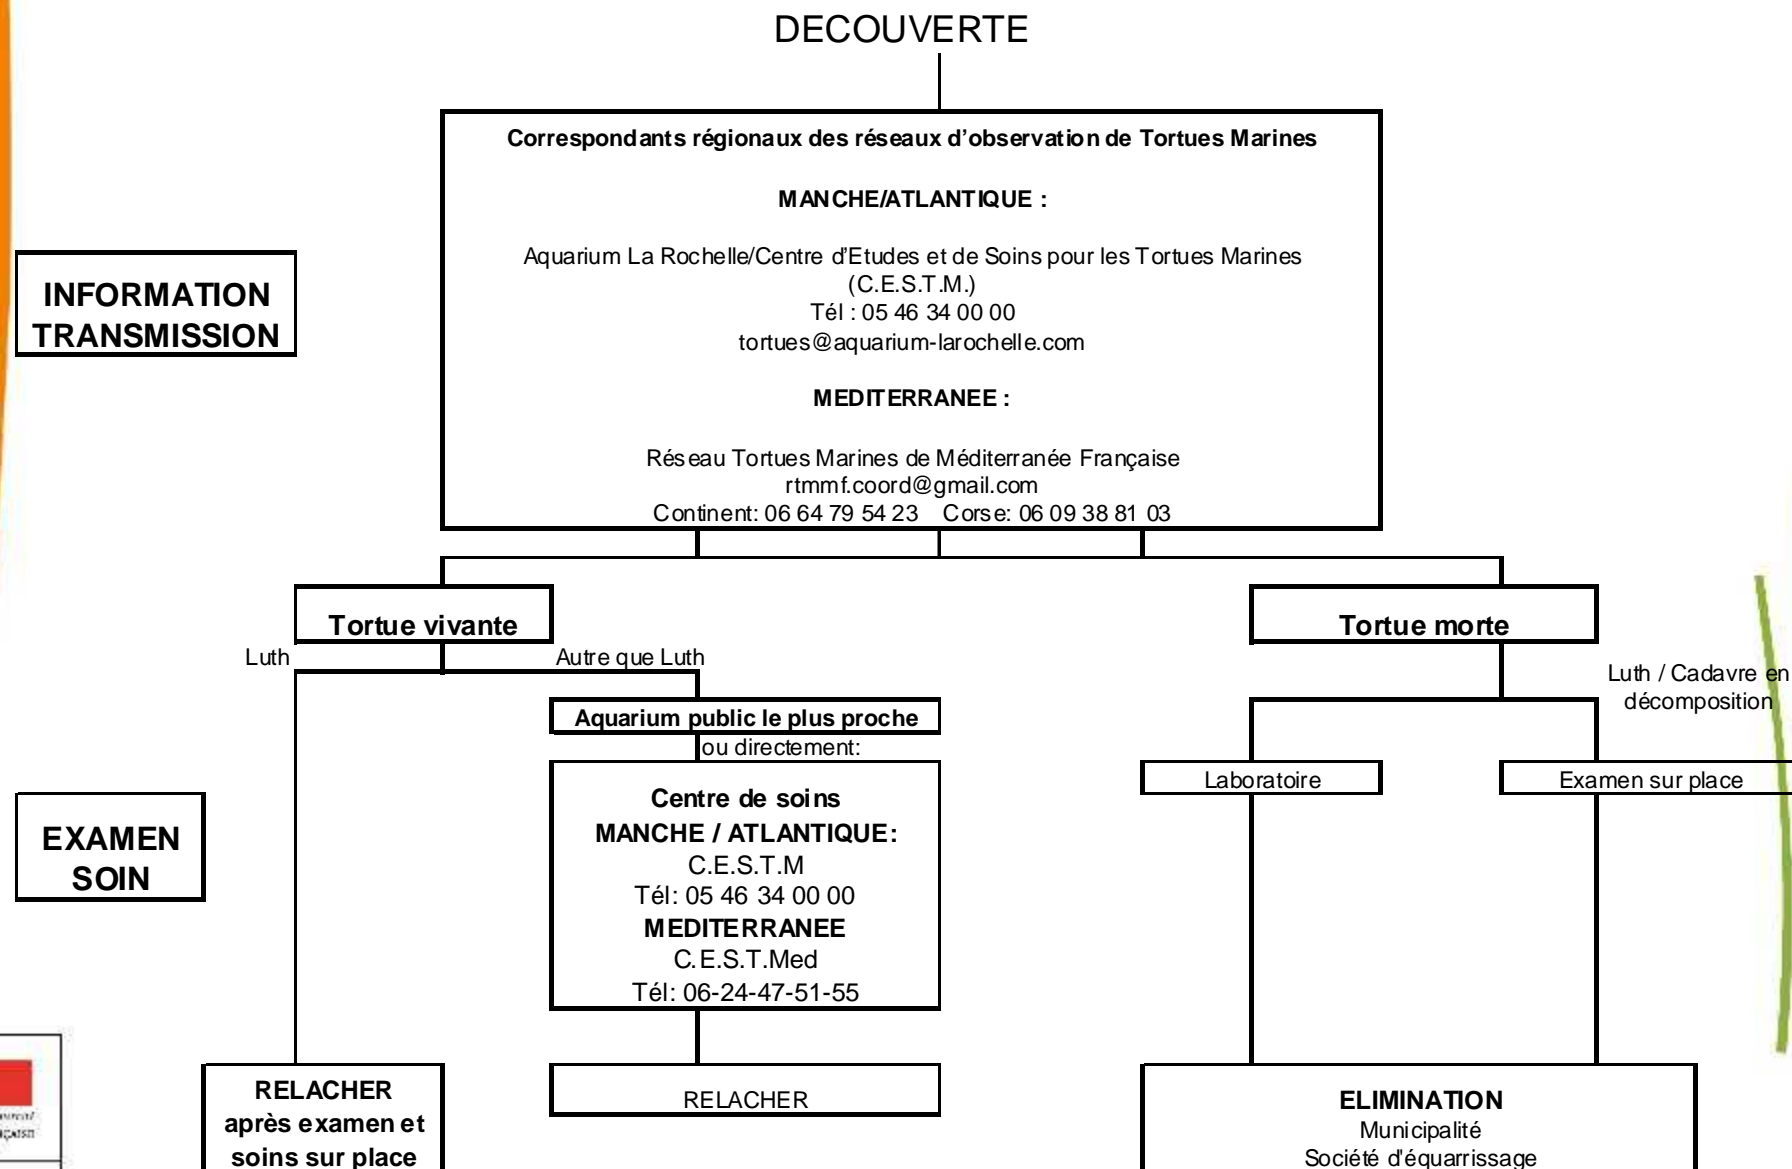 DECOUVERTE
Correspondants régionaux des réseaux d'observation de Tortues Marines
MANCHE/ATLANTIQUE :
Aquarium La Rochelle/Centre d'Etudes et de Soins pour les Tortues Marines
(C.E.S.T.M.)
Tél : 05 46 34 00 00
tortues@aquarium-larochelle.com
MEDITERRANEE :
Réseau Tortues Marines de Méditerranée Française
rtmmf.coord@gmail.com
Continent: 06 64 79 54 23 Corse: 06 09 38 81 03
INFORMATION
TRANSMISSION
Tortue vivante
Tortue morte
Luth
Autre que Luth
Luth / Cadavre en
décomposition
Aquarium public le plus proche
ou directement:
Centre de soins
MANCHE / ATLANTIQUE:
C.E.S.T.M
Tél: 05 46 34 00 00
MEDITERRANEE
C.E.S.T.Med
Tél: 06-24-47-51-55
Laboratoire
Examen sur place
EXAMEN
SOIN
RELACHER
après examen et
soins sur place
RELACHER
ELIMINATION
Municipalité
Société d'équarrissage